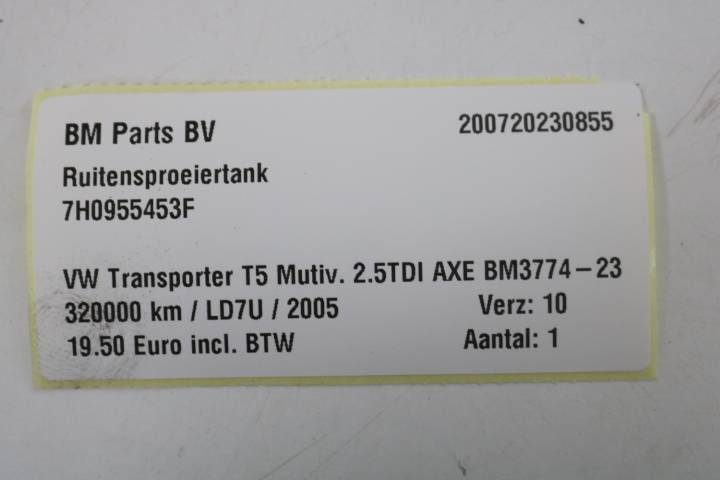 BM Parts BV 200720230855
Ruitensproeiertank
7H0955453F
VW Transporter T5 Mutiv. 2.5TDI AXE BM3774-23
320000 km / LD7U / 2005 Verz: 10
19.50 Euro incl. BTW Aantal: 1